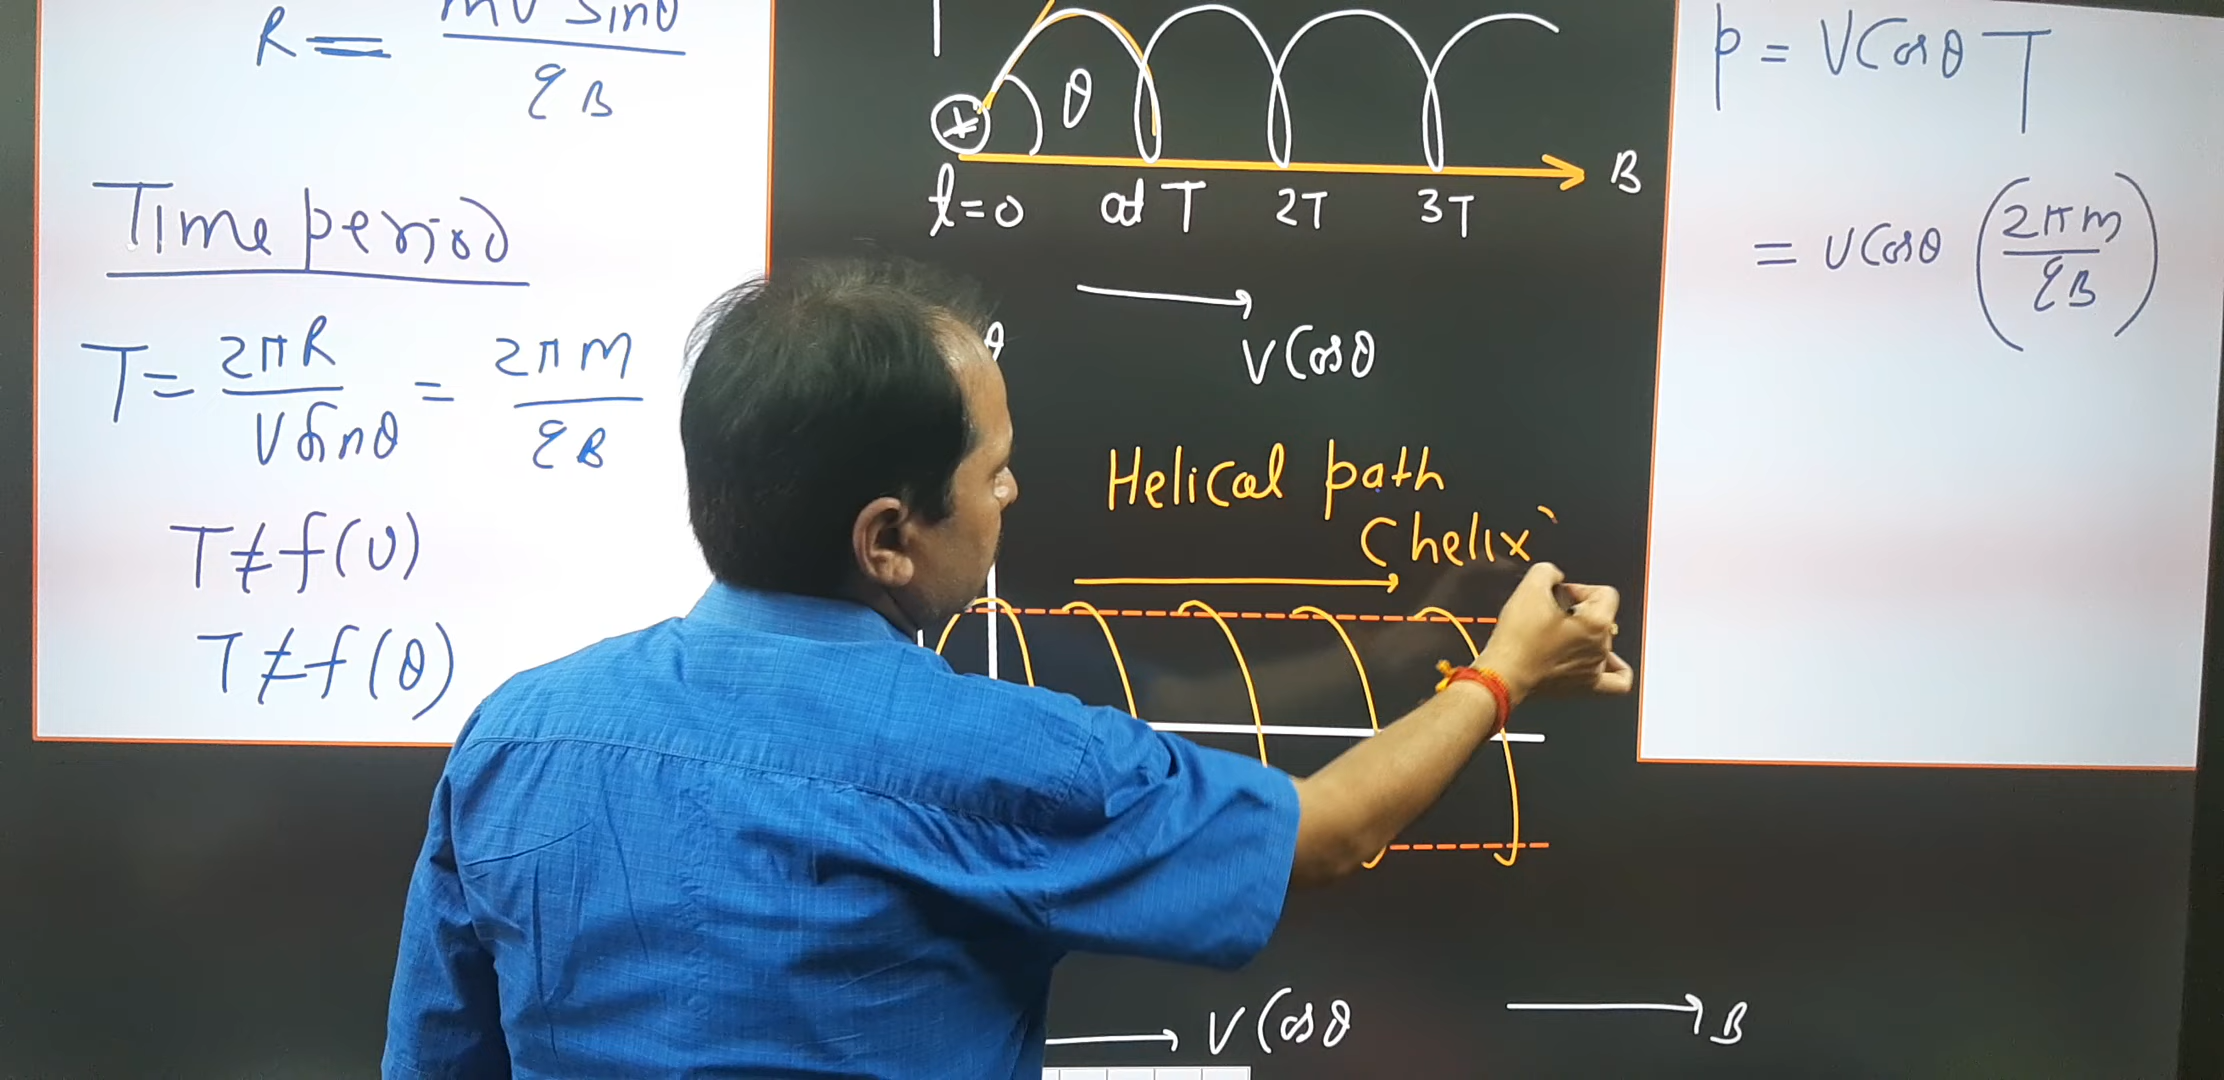 R = mv sinθ / qB
Time period
T = 2πR / V sinθ = 2πm / qB
T ≠ f(v)
T ≠ f(θ)
θ
B
t=0 at T 2T 3T
V Cosθ
Helical path
(helix
V Cosθ
B
p = V Cosθ T
= v Cosθ (2πm / qB)